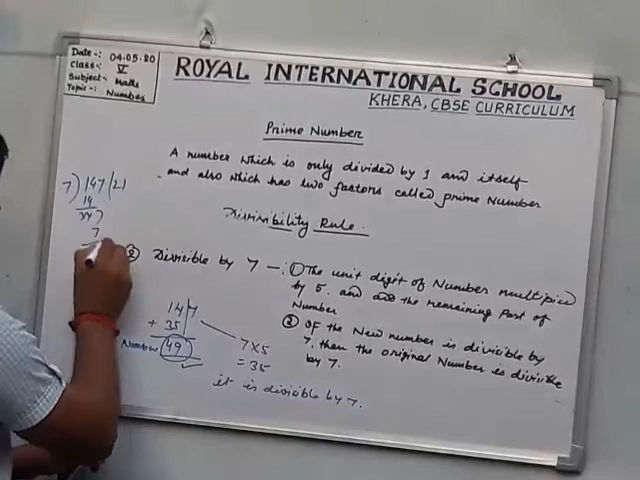 Date-: 04.05.20
Class-: V
Subject-: Maths
Topic-: Number
ROYAL INTERNATIONAL SCHOOL
KHERA, CBSE CURRICULUM
Prime Number
A number which is only divided by 1 and itself
and also which has two factors called prime Number.
Divisibility Rule.
7)147/21
14
7
7
② Divisible by 7 —: ① The unit digit of Number multiplied
by 5. and add the remaining Part of
Number
② If the New number is divisible by
7, then the original Number is divisible
by 7.
14/7
+ 35
Number 49
7×5
= 35
it is divisible by 7.